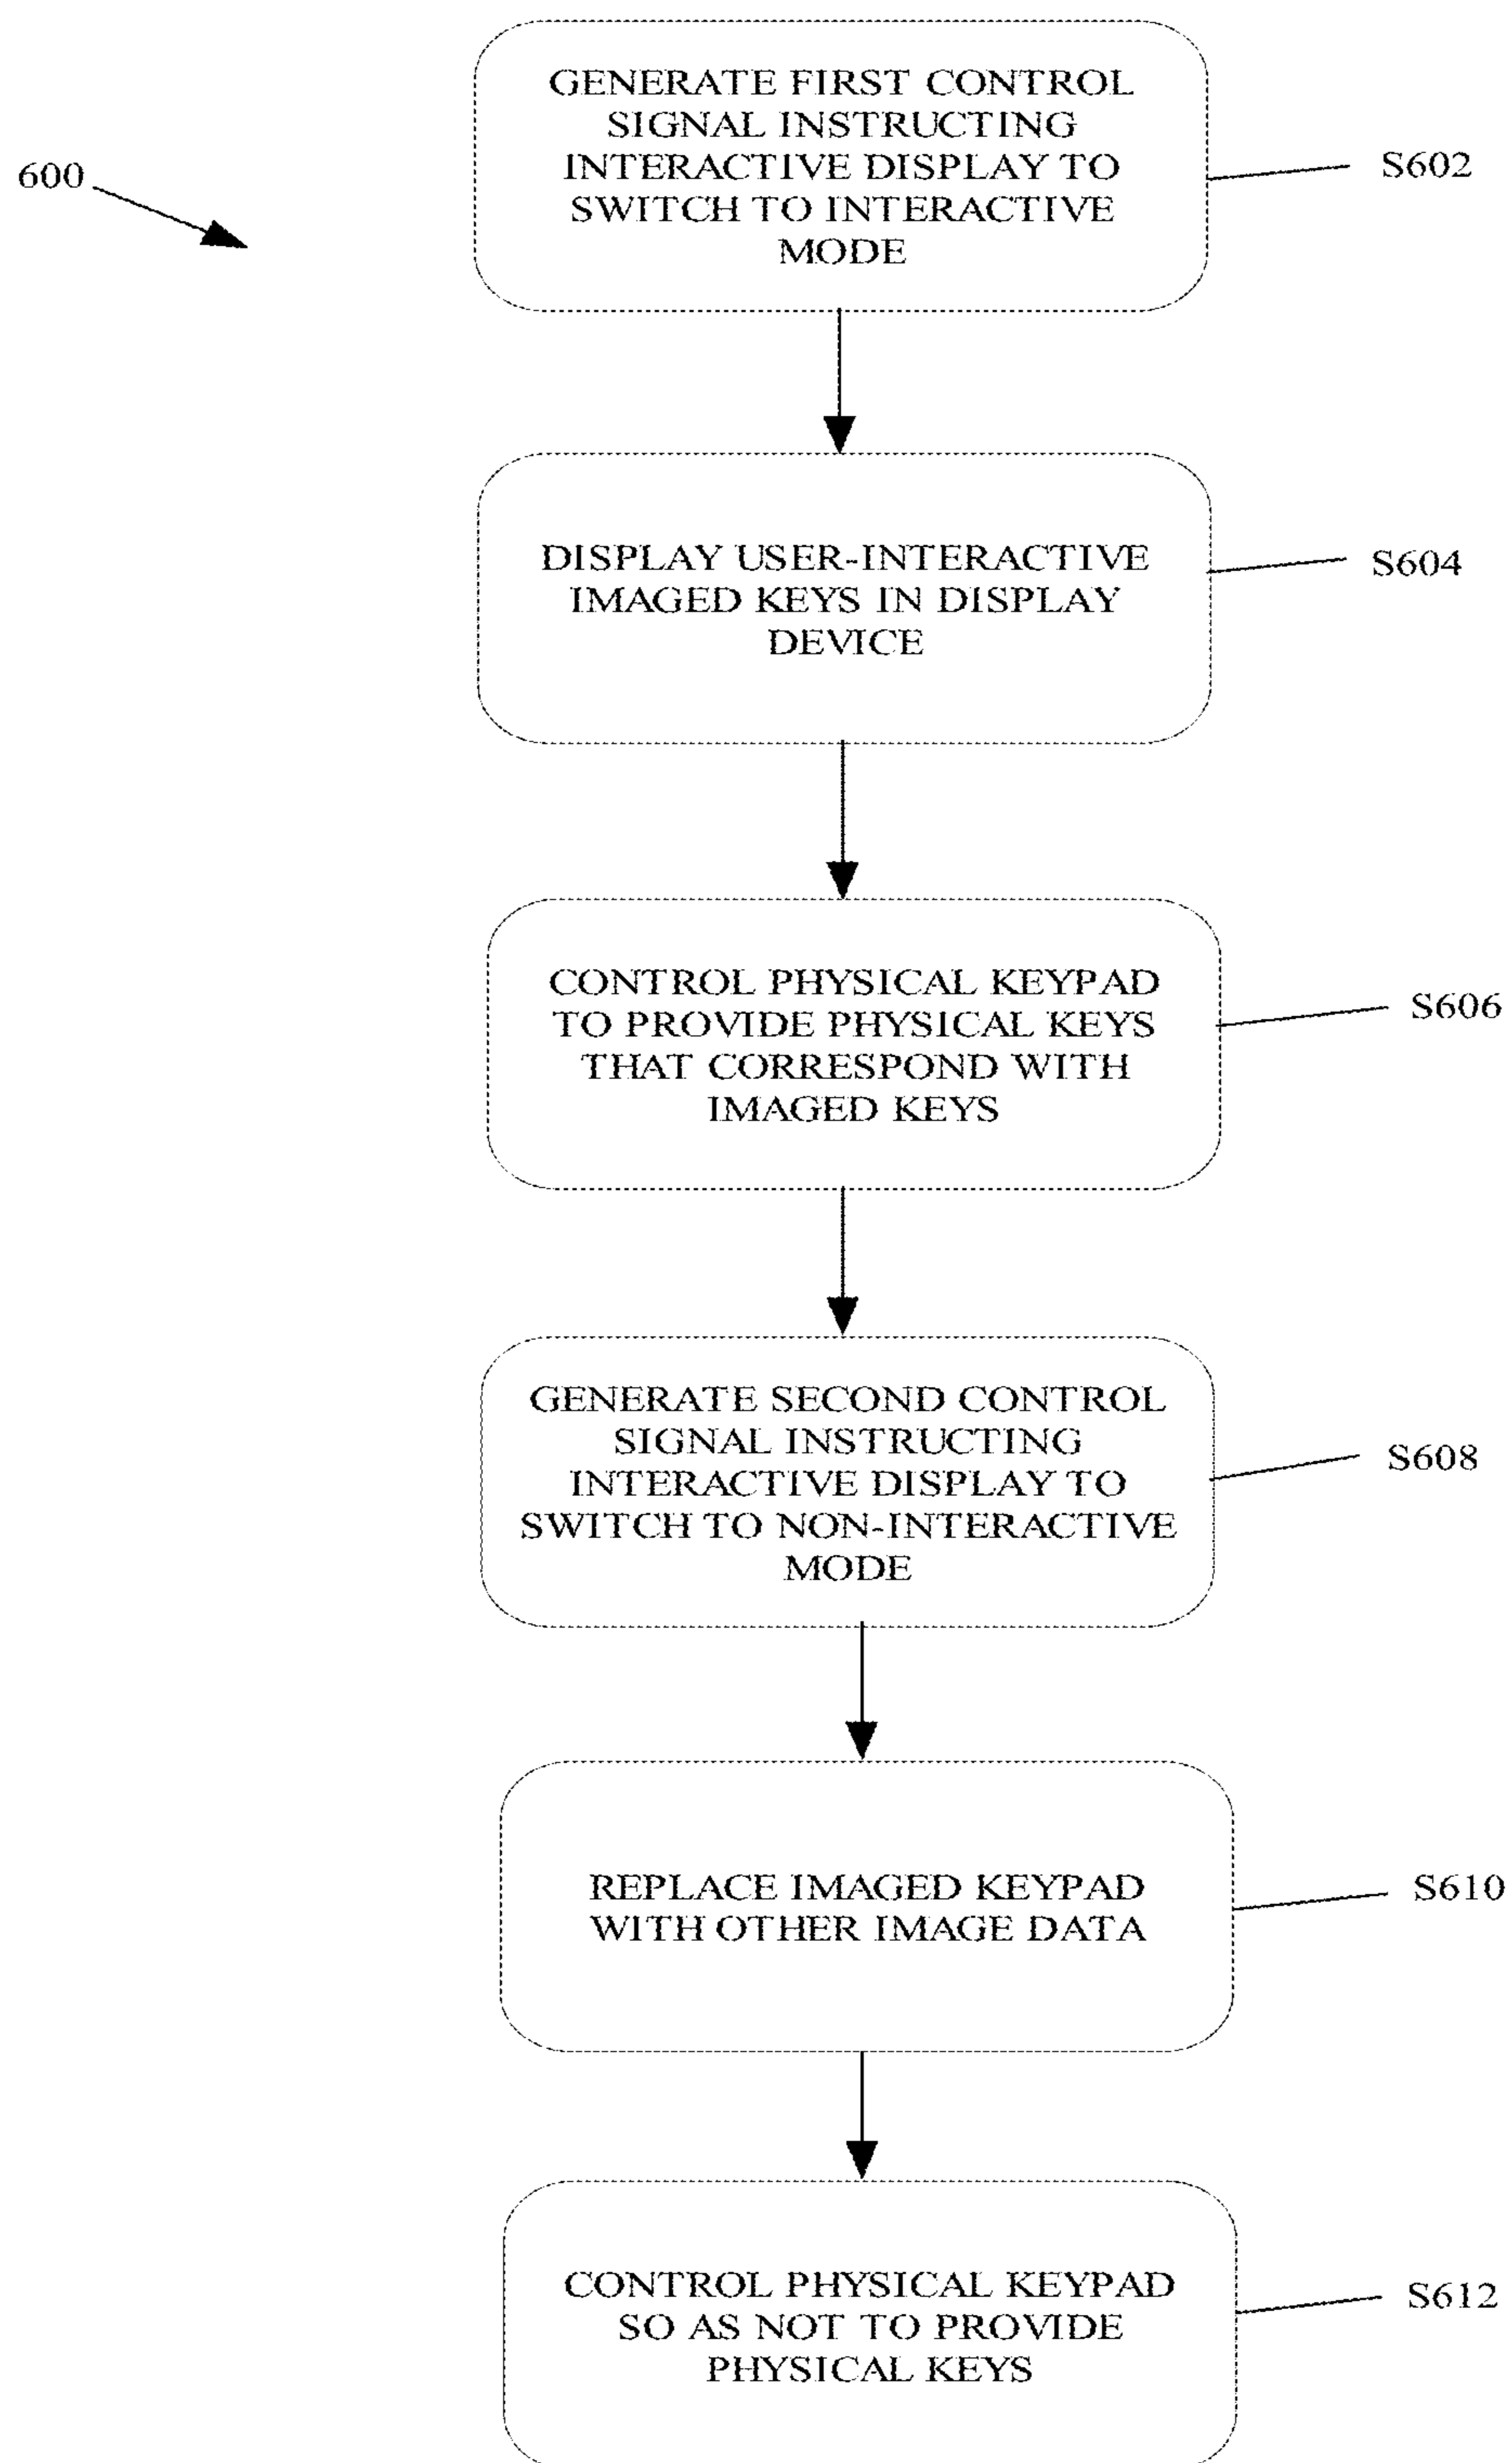 600
GENERATE FIRST CONTROL
SIGNAL INSTRUCTING
INTERACTIVE DISPLAY TO
SWITCH TO INTERACTIVE
MODE
S602
DISPLAY USER-INTERACTIVE
IMAGED KEYS IN DISPLAY
DEVICE
S604
CONTROL PHYSICAL KEYPAD
TO PROVIDE PHYSICAL KEYS
THAT CORRESPOND WITH
IMAGED KEYS
S606
GENERATE SECOND CONTROL
SIGNAL INSTRUCTING
INTERACTIVE DISPLAY TO
SWITCH TO NON-INTERACTIVE
MODE
S608
REPLACE IMAGED KEYPAD
WITH OTHER IMAGE DATA
S610
CONTROL PHYSICAL KEYPAD
SO AS NOT TO PROVIDE
PHYSICAL KEYS
S612